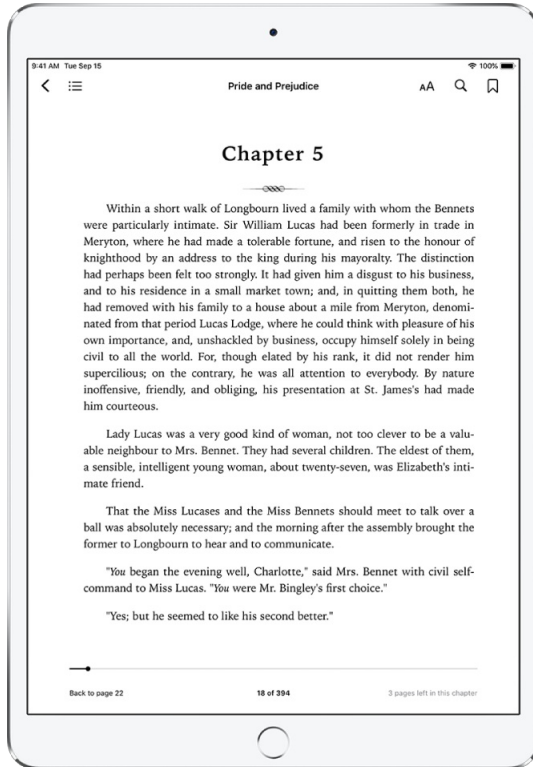 9:41 AM Tue Sep 15
100%
Pride and Prejudice
AA
Chapter 5
Within a short walk of Longbourn lived a family with whom the Bennets
were particularly intimate. Sir William Lucas had been formerly in trade in
Meryton, where he had made a tolerable fortune, and risen to the honour of
knighthood by an address to the king during his mayoralty. The distinction
had perhaps been felt too strongly. It had given him a disgust to his business,
and to his residence in a small market town; and, in quitting them both, he
had removed with his family to a house about a mile from Meryton, denomi-
nated from that period Lucas Lodge, where he could think with pleasure of his
own importance, and, unshackled by business, occupy himself solely in being
civil to all the world. For, though elated by his rank, it did not render him
supercilious; on the contrary, he was all attention to everybody. By nature
inoffensive, friendly, and obliging, his presentation at St. James's had made
him courteous.
Lady Lucas was a very good kind of woman, not too clever to be a valu-
able neighbour to Mrs. Bennet. They had several children. The eldest of them,
a sensible, intelligent young woman, about twenty-seven, was Elizabeth's inti-
mate friend.
That the Miss Lucases and the Miss Bennets should meet to talk over a
ball was absolutely necessary; and the morning after the assembly brought the
former to Longbourn to hear and to communicate.
"You began the evening well, Charlotte," said Mrs. Bennet with civil self-
command to Miss Lucas. "You were Mr. Bingley's first choice."
"Yes; but he seemed to like his second better."
Back to page 22
18 of 394
3 pages left in this chapter